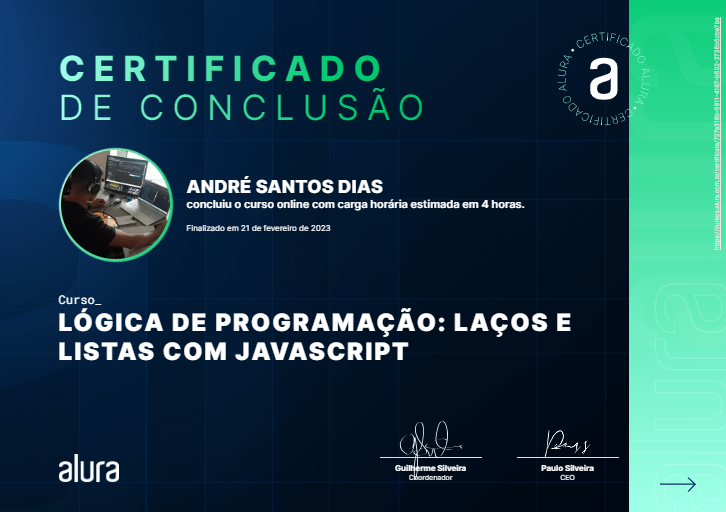 CERTIFICADO
DE CONCLUSÃO
CERTIFICADO ALURA • CERTIFICADO ALURA •
a
ANDRÉ SANTOS DIAS
concluiu o curso online com carga horária estimada em 4 horas.
Finalizado em 21 de fevereiro de 2023
Curso_
LÓGICA DE PROGRAMAÇÃO: LAÇOS E
LISTAS COM JAVASCRIPT
alura
Guilherme Silveira
Coordenador
Paulo Silveira
CEO
alura